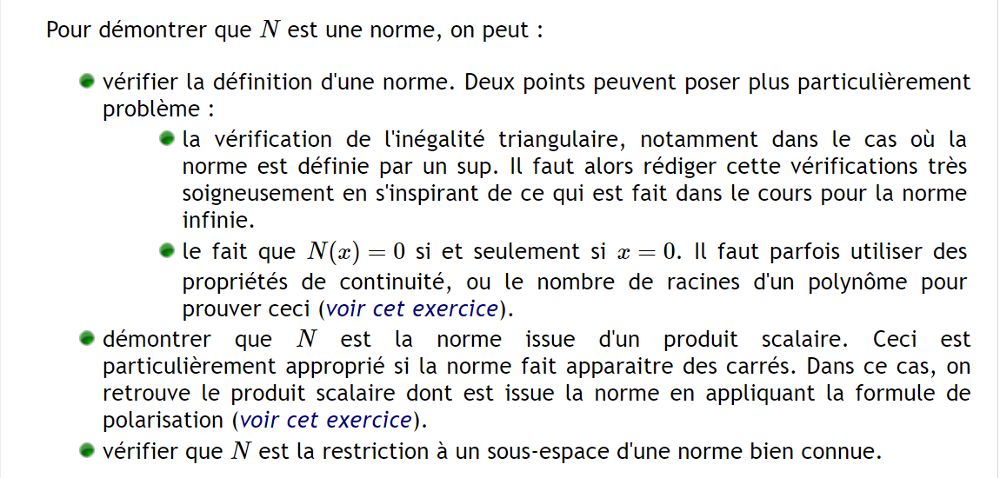 Pour démontrer que N est une norme, on peut :
vérifier la définition d'une norme. Deux points peuvent poser plus particulièrement
problème :
la vérification de l'inégalité triangulaire, notamment dans le cas où la
norme est définie par un sup. Il faut alors rédiger cette vérifications très
soigneusement en s'inspirant de ce qui est fait dans le cours pour la norme
infinie.
le fait que N(x) = 0 si et seulement si x = 0. Il faut parfois utiliser des
propriétés de continuité, ou le nombre de racines d'un polynôme pour
prouver ceci (voir cet exercice).
démontrer que N est la norme issue d'un produit scalaire. Ceci est
particulièrement approprié si la norme fait apparaitre des carrés. Dans ce cas, on
retrouve le produit scalaire dont est issue la norme en appliquant la formule de
polarisation (voir cet exercice).
vérifier que N est la restriction à un sous-espace d'une norme bien connue.